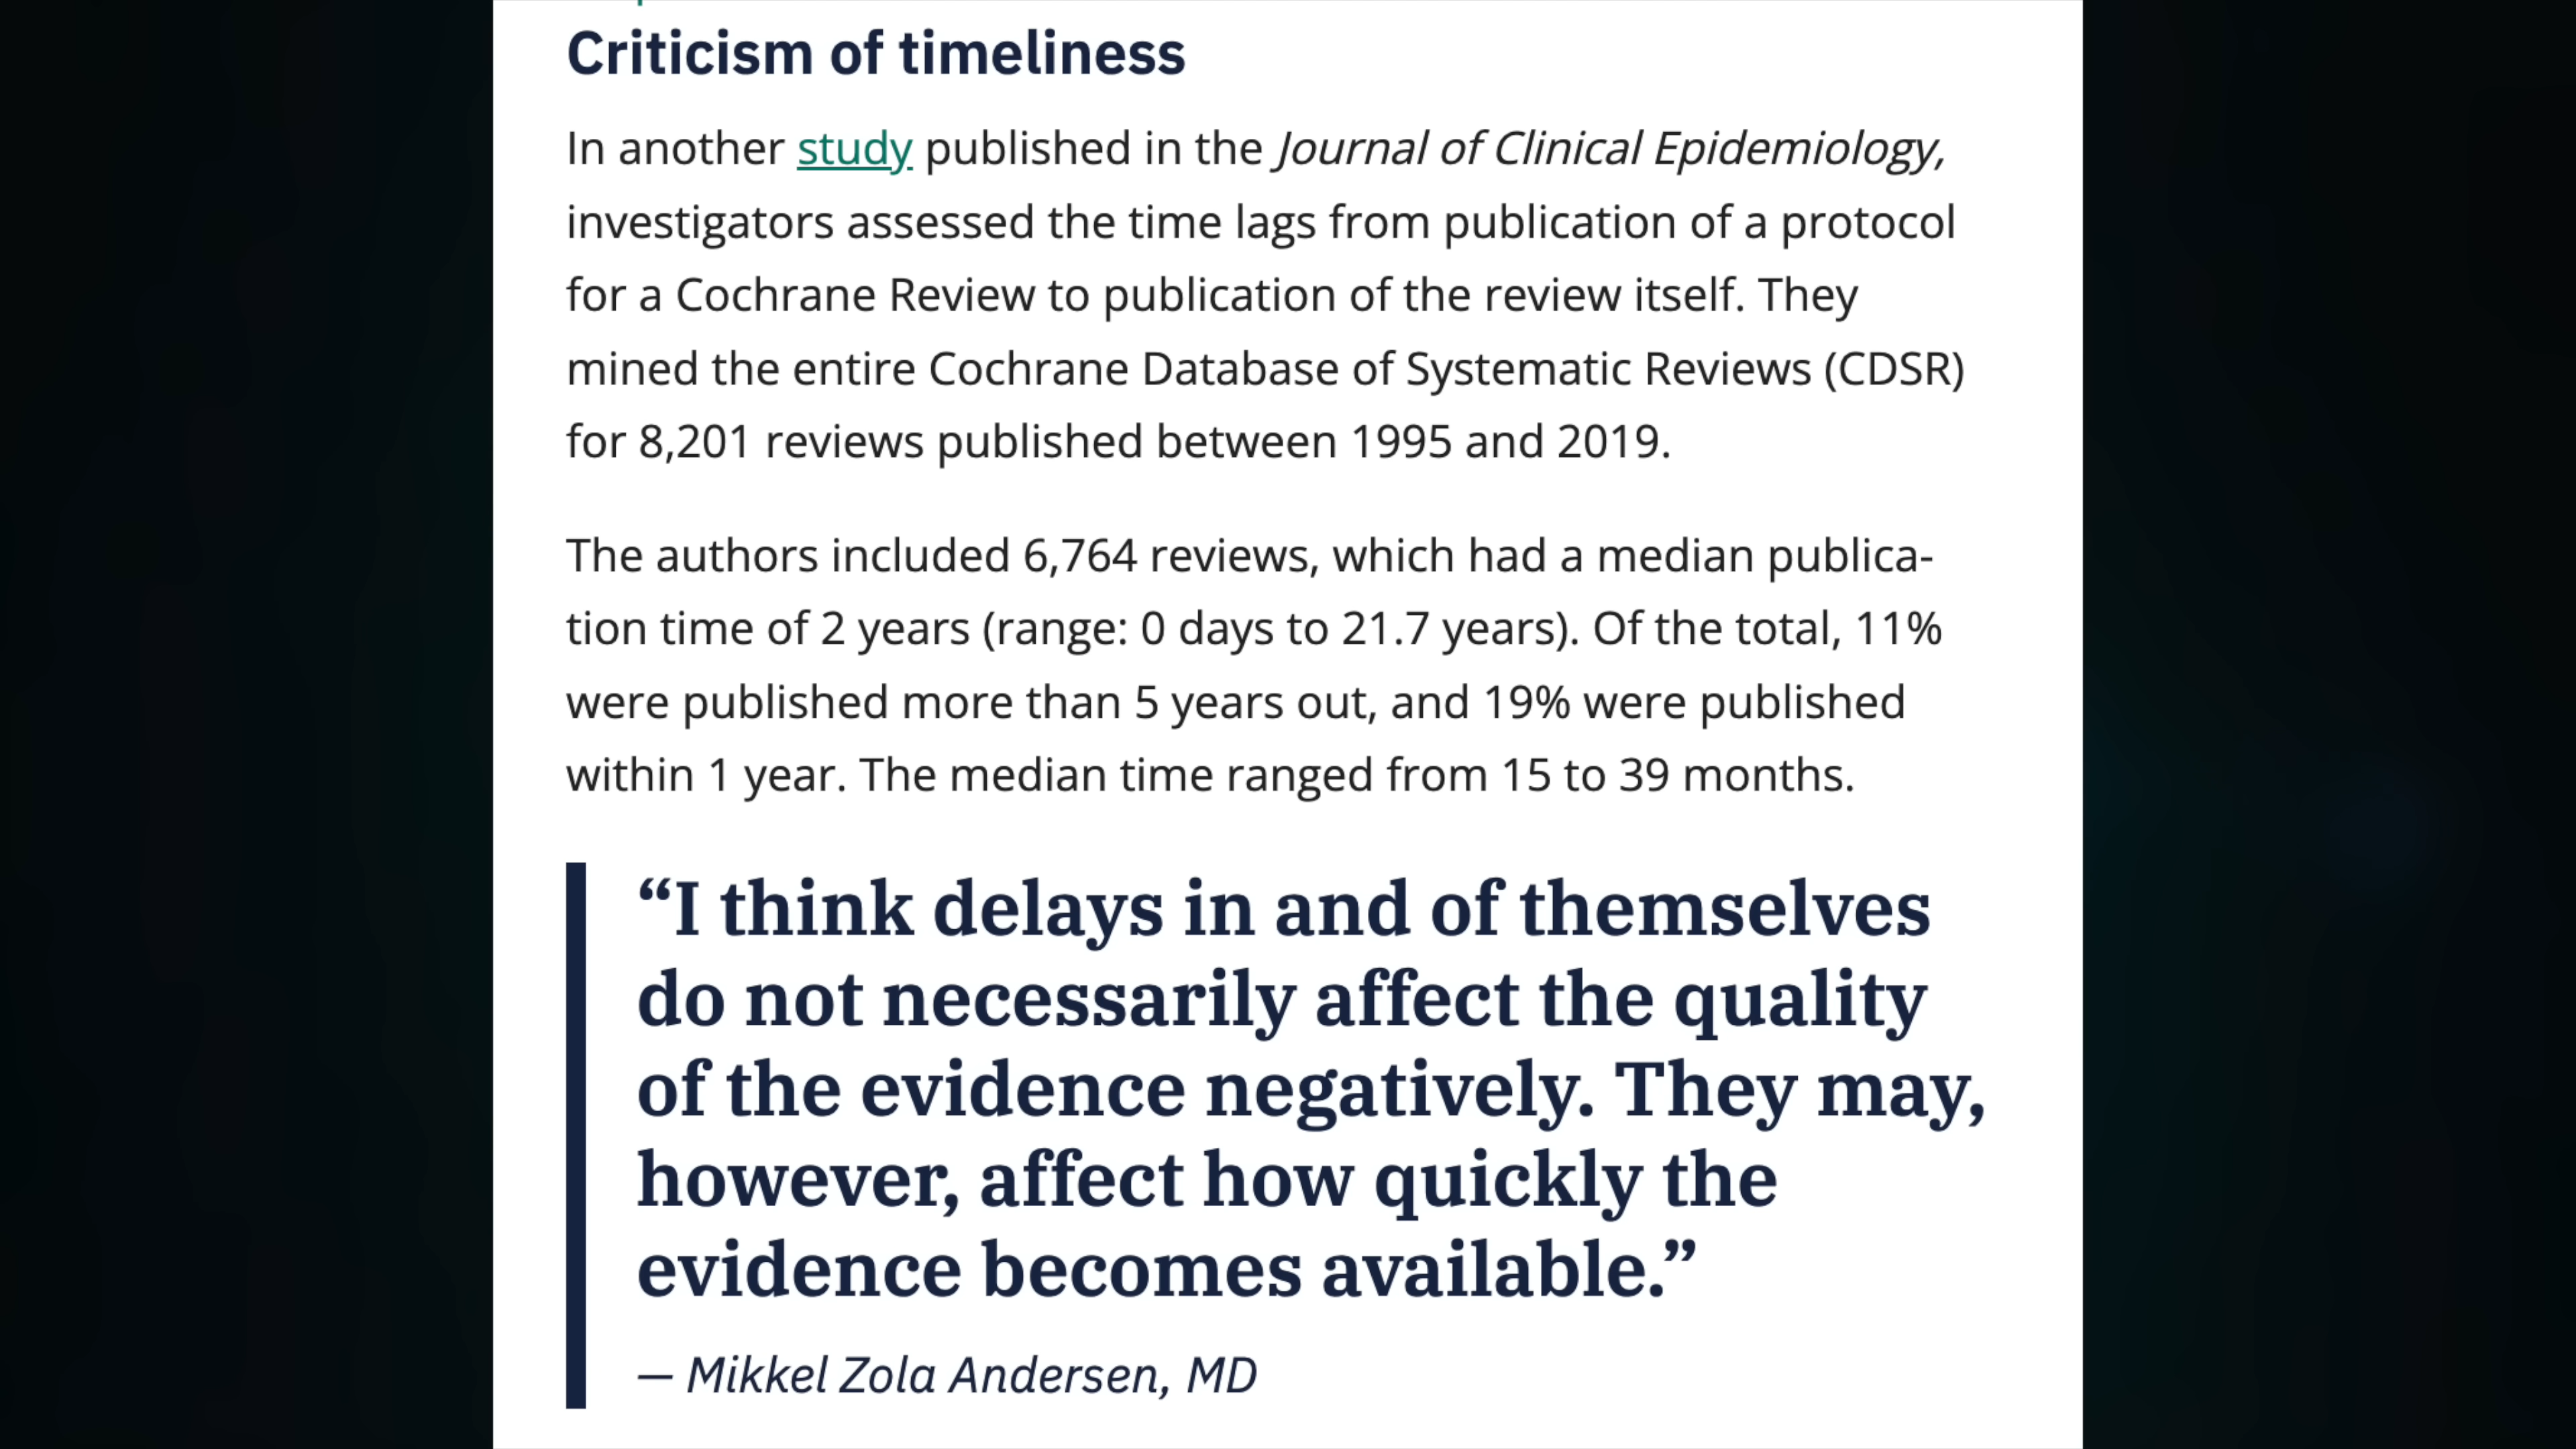 Criticism of timeliness
In another study published in the Journal of Clinical Epidemiology,
investigators assessed the time lags from publication of a protocol
for a Cochrane Review to publication of the review itself. They
mined the entire Cochrane Database of Systematic Reviews (CDSR)
for 8,201 reviews published between 1995 and 2019.
The authors included 6,764 reviews, which had a median publica-
tion time of 2 years (range: 0 days to 21.7 years). Of the total, 11%
were published more than 5 years out, and 19% were published
within 1 year. The median time ranged from 15 to 39 months.
“I think delays in and of themselves
do not necessarily affect the quality
of the evidence negatively. They may,
however, affect how quickly the
evidence becomes available.”
— Mikkel Zola Andersen, MD